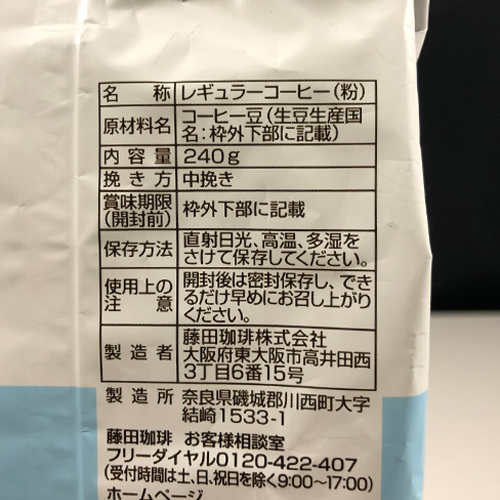 名称 レギュラーコーヒー(粉)
原材料名 コーヒー豆(生豆生産国
名:枠外下部に記載)
内容量 240g
挽き方 中挽き
賞味期限
(開封前) 枠外下部に記載
保存方法 直射日光、高温、多湿を
さけて保存してください。
使用上の
注意 開封後は密封保存し、でき
るだけ早めにお召し上がり
ください。
製造者 藤田珈琲株式会社
大阪府東大阪市高井田西
3丁目6番15号
製造所 奈良県磯城郡川西町大字
結崎1533-1
藤田珈琲 お客様相談室
フリーダイヤル0120-422-407
(受付時間は土、日、祝日を除く9:00〜17:00)
ホームページ